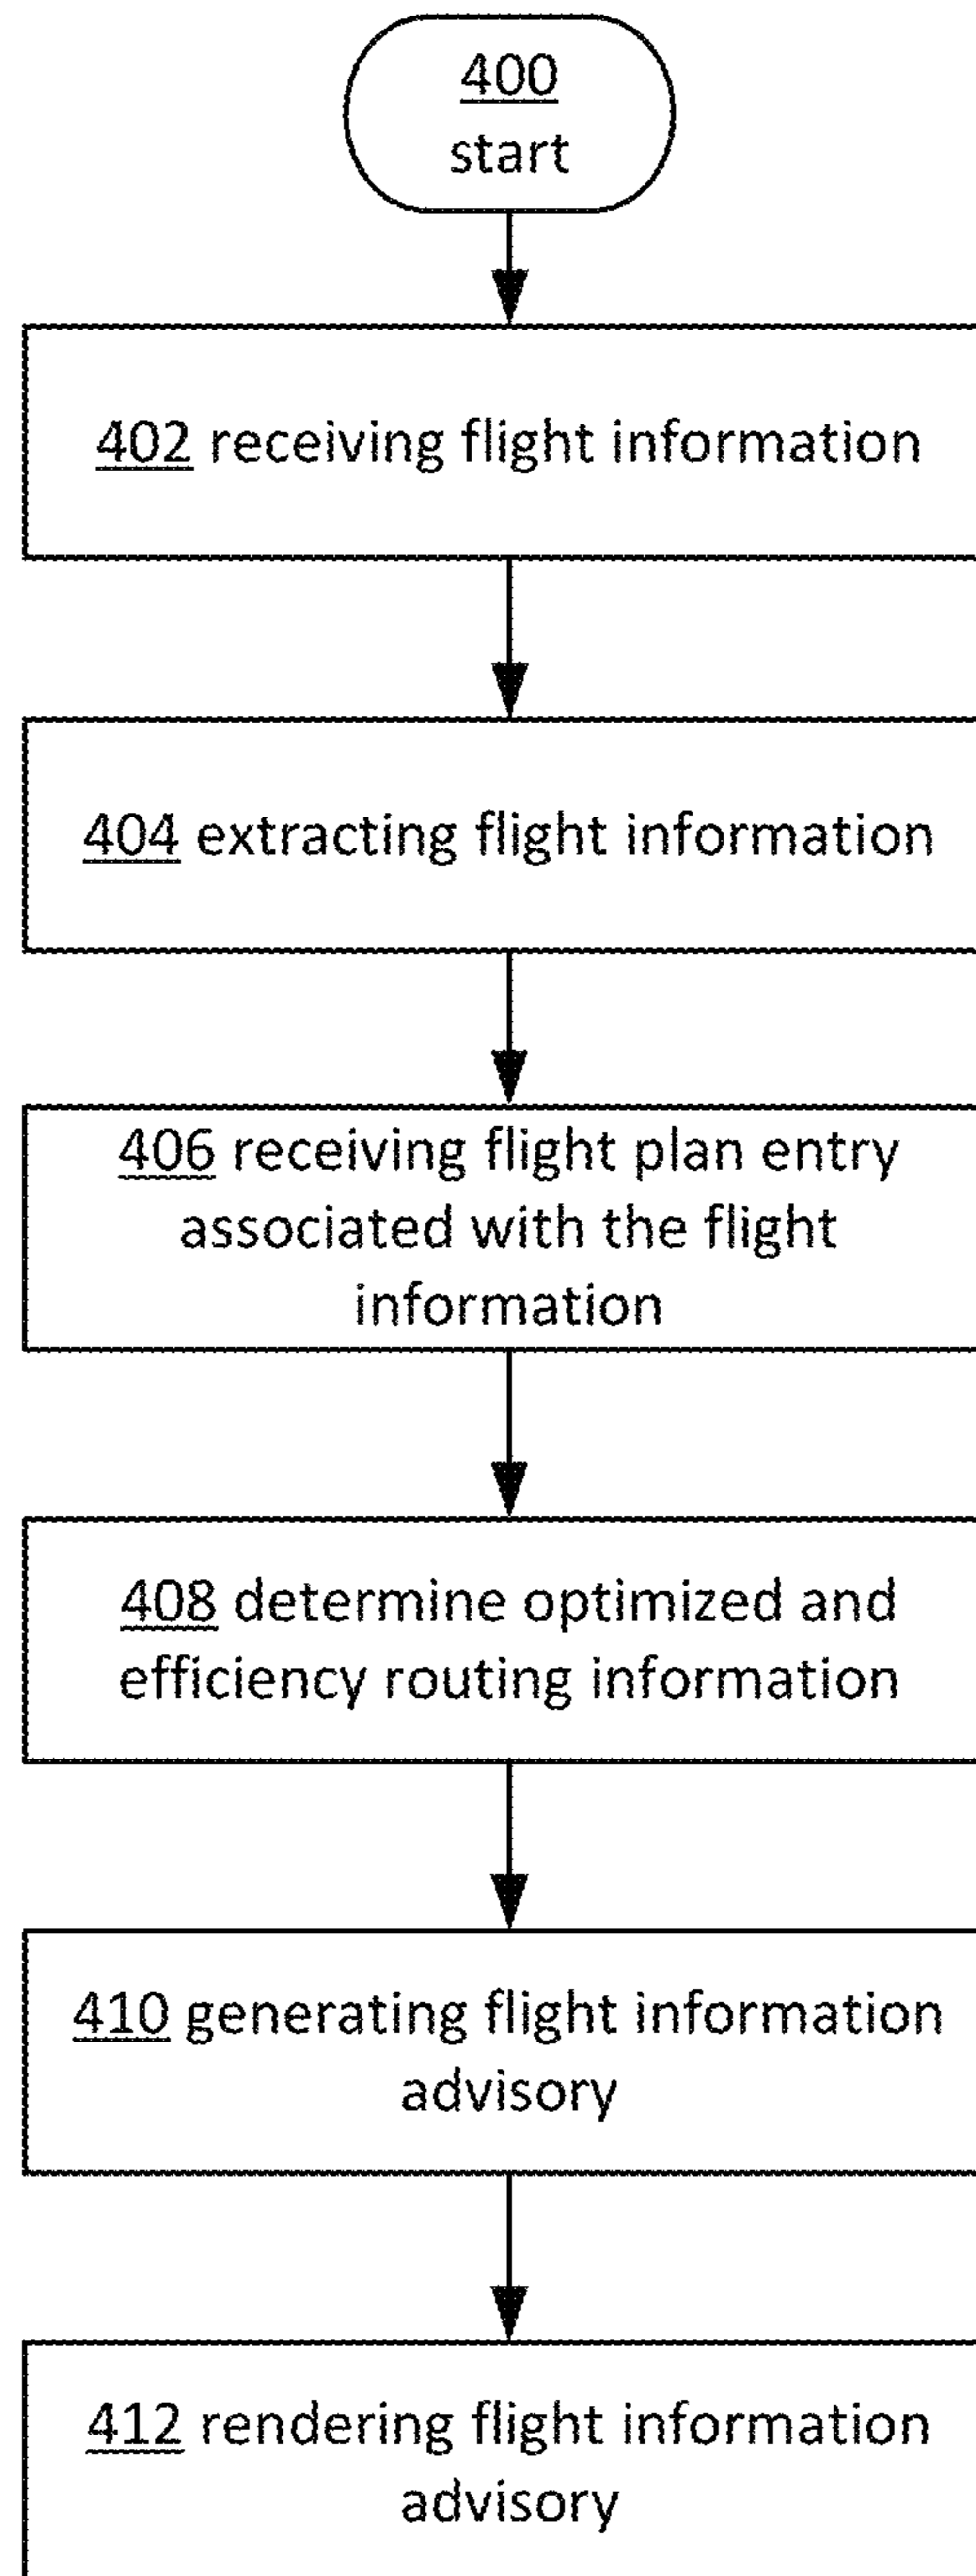 400
start
402 receiving flight information
404 extracting flight information
406 receiving flight plan entry
associated with the flight
information
408 determine optimized and
efficiency routing information
410 generating flight information
advisory
412 rendering flight information
advisory